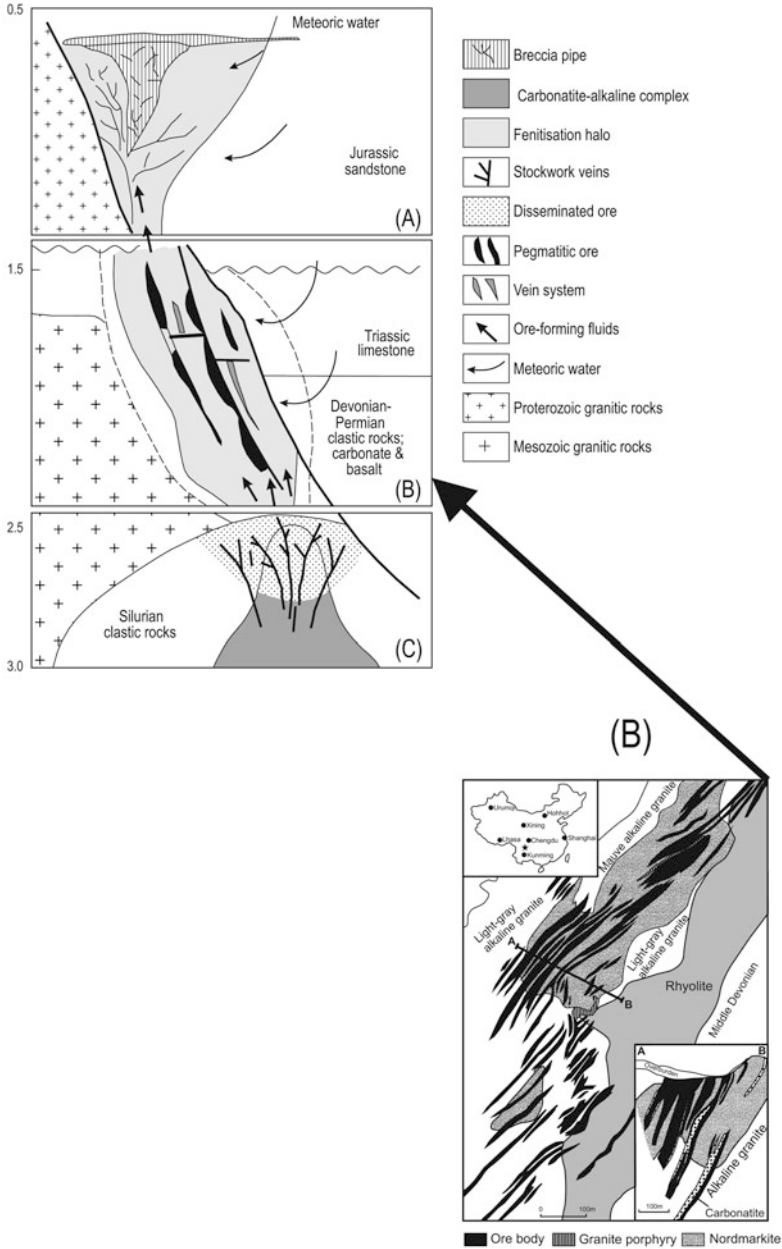 0.5
Meteoric water
Jurassic
sandstone
(A)
1.5
Triassic
limestone
Devonian-
Permian
clastic rocks;
carbonate &
basalt
(B)
2.5
Silurian
clastic rocks
(C)
3.0
Breccia pipe
Carbonatite-alkaline complex
Fenitisation halo
Stockwork veins
Disseminated ore
Pegmatitic ore
Vein system
Ore-forming fluids
Meteoric water
Proterozoic granitic rocks
Mesozoic granitic rocks
(B)
Urumqi
Hohhot
Xining
Lhasa
Chengdu
Shanghai
Kunming
Mauve alkaline granite
Light-gray
alkaline granite
A
B
Light-gray
alkaline granite
Rhyolite
Middle Devonian
A
B
Overburden
Alkaline granite
100m
Carbonatite
0 100m
Ore body
Granite porphyry
Nordmarkite